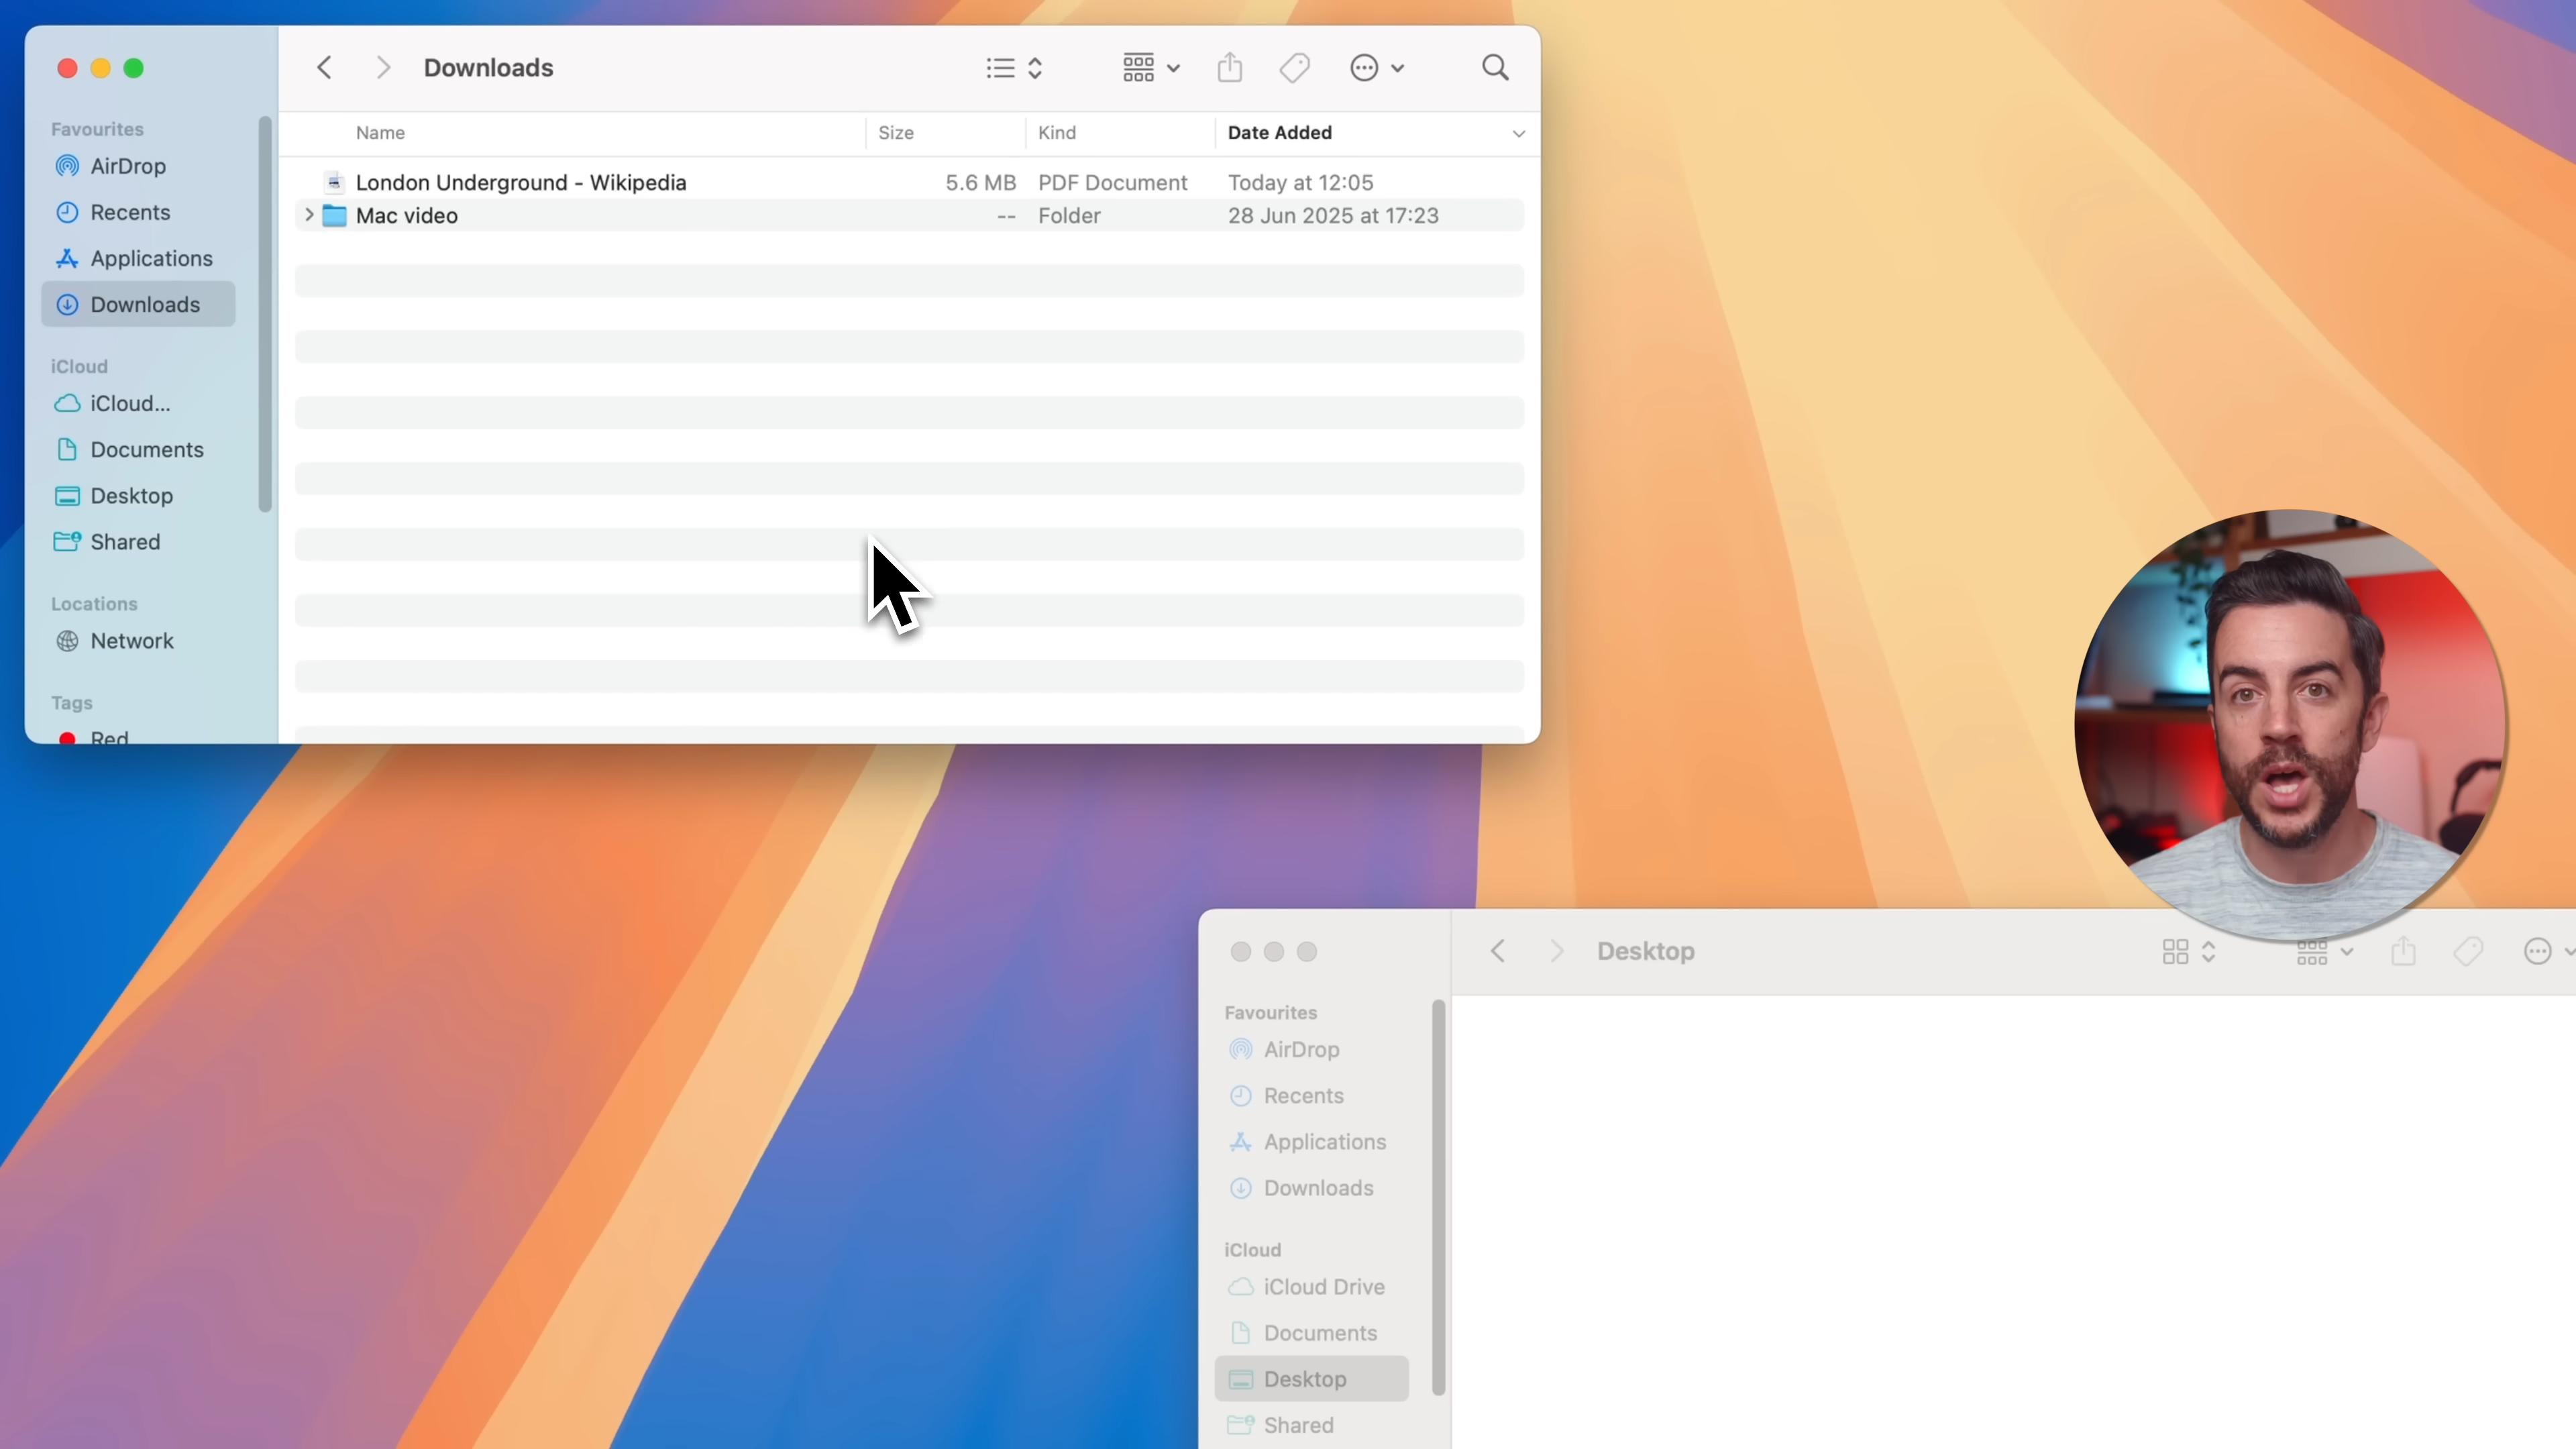 Downloads
Favourites
AirDrop
Recents
Applications
Downloads
iCloud
iCloud...
Documents
Desktop
Shared
Locations
Network
Tags
Red
Name Size Kind Date Added
London Underground - Wikipedia 5.6 MB PDF Document Today at 12:05
Mac video -- Folder 28 Jun 2025 at 17:23
Desktop
Favourites
AirDrop
Recents
Applications
Downloads
iCloud
iCloud Drive
Documents
Desktop
Shared